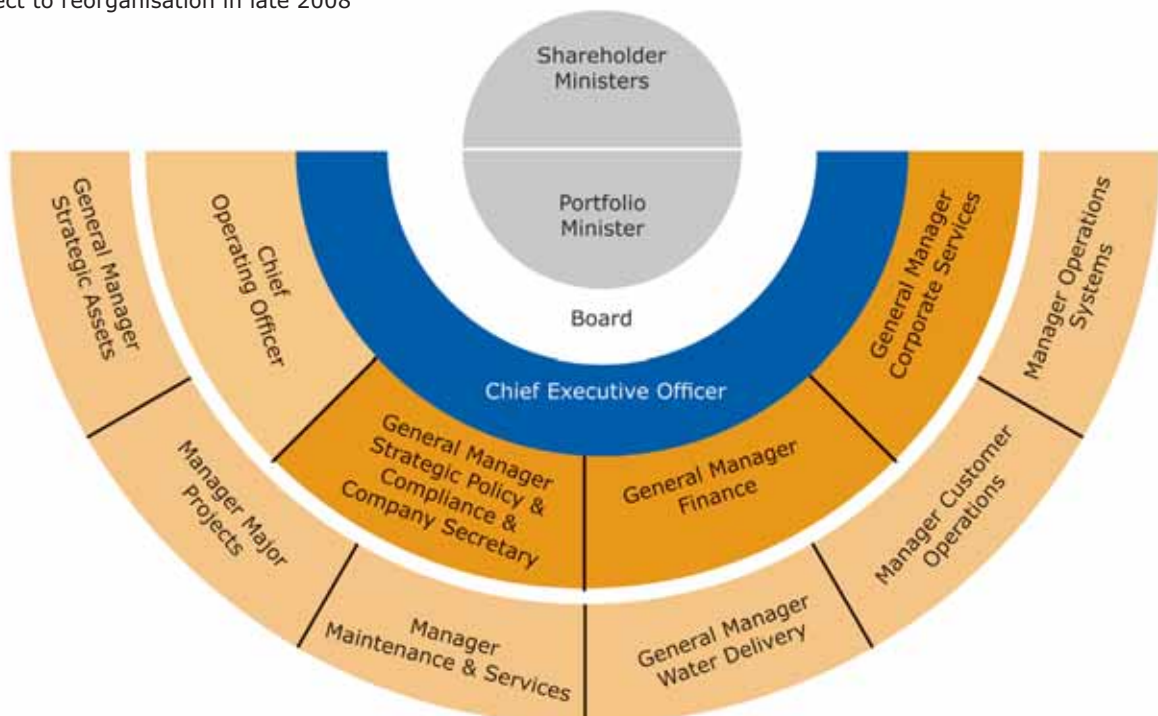 ect to reorganisation in late 2008
Shareholder
Ministers
Portfolio
Minister
Board
Chief Executive Officer
Chief
Operating Officer
General Manager
Strategic Policy &
Compliance &
Company Secretary
General Manager
Finance
General Manager
Corporate Services
General Manager
Strategic Assets
Manager Major
Projects
Manager
Maintenance & Services
General Manager
Water Delivery
Manager Customer
Operations
Manager Operations
Systems